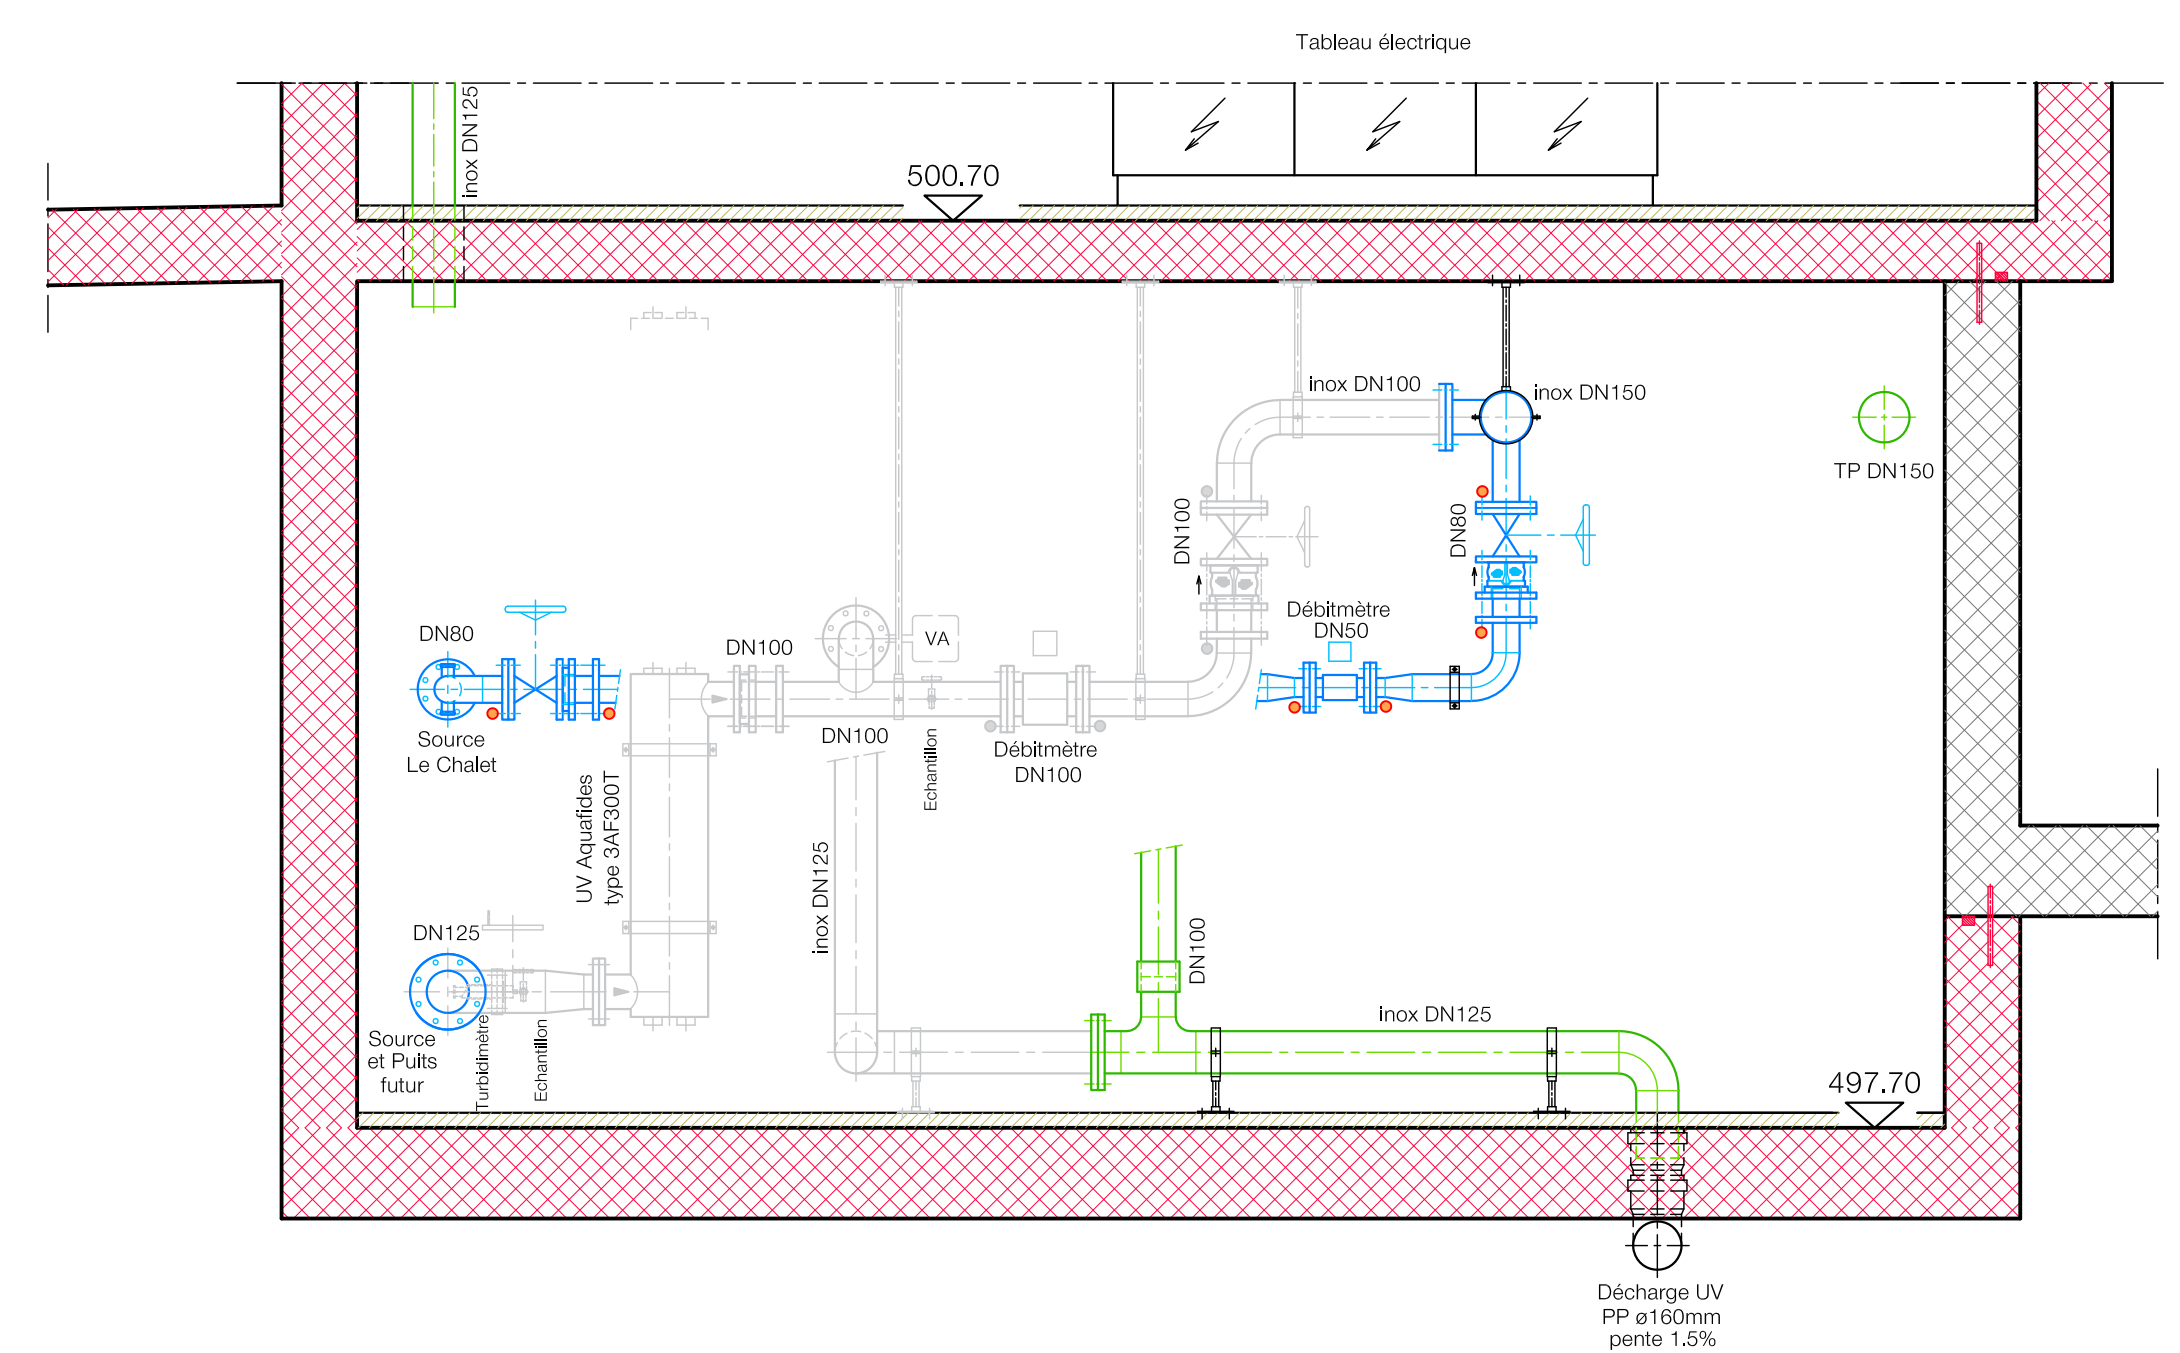 Tableau électrique
inox DN125
500.70
inox DN100
inox DN150
TP DN150
DN100
DN80
Débitmètre
DN50
DN80
VA
DN100
Source
Le Chalet
DN100
Débitmètre
DN100
Echantillon
UV Aquafides
type 3AF300T
inox DN125
DN125
DN100
inox DN125
Source
et Puits
futur
Turbidimètre
Echantillon
497.70
Décharge UV
PP ø160mm
pente 1.5%